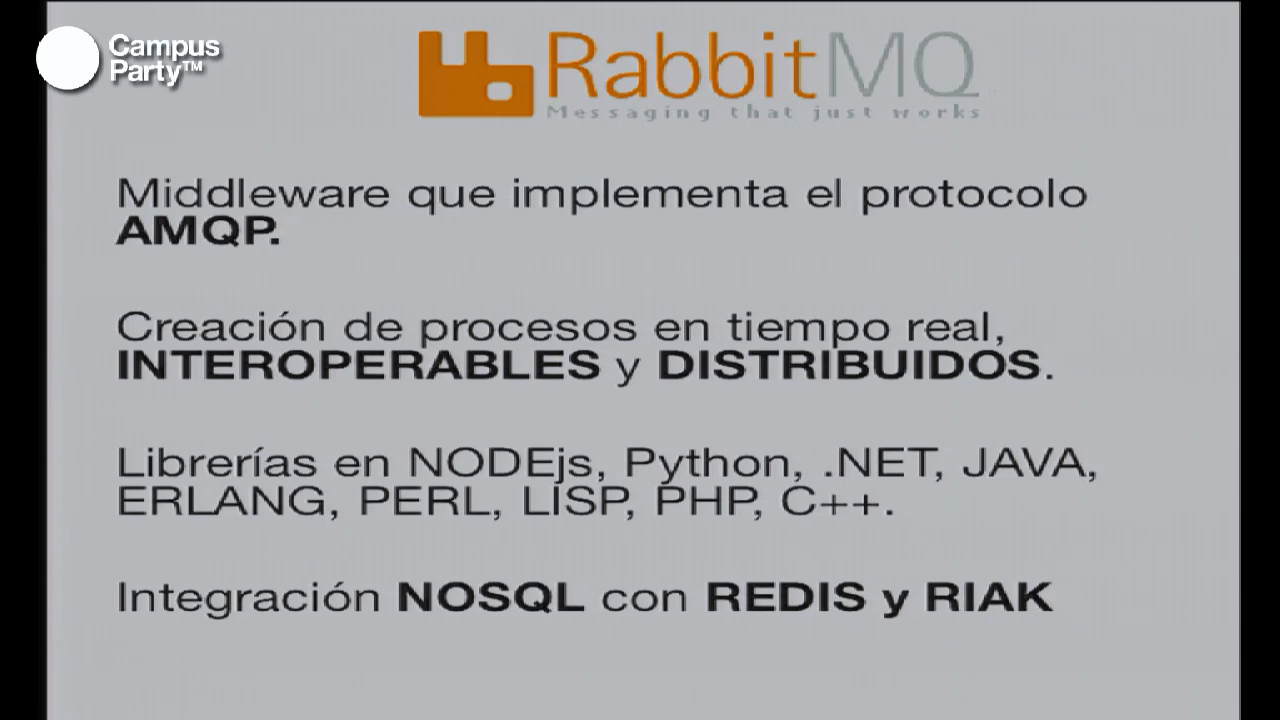 Campus
Party™
RabbitMQ
Messaging that just works
Middleware que implementa el protocolo
AMQP.
Creación de procesos en tiempo real,
INTEROPERABLES y DISTRIBUIDOS.
Librerías en NODEjs, Python, .NET, JAVA,
ERLANG, PERL, LISP, PHP, C++.
Integración NOSQL con REDIS y RIAK